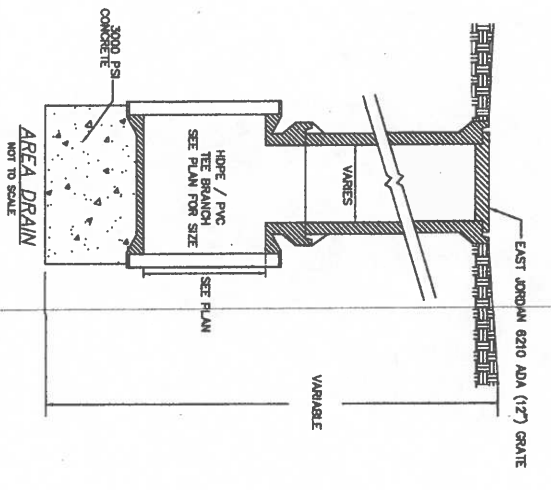 EAST JORDAN 6210 ADA (12") GRATE
VARIES
HDPE / PVC
TEE BRANCH
SEE PLAN FOR SIZE
SEE PLAN
VARIABLE
3000 PSI
CONCRETE
AREA DRAIN
NOT TO SCALE